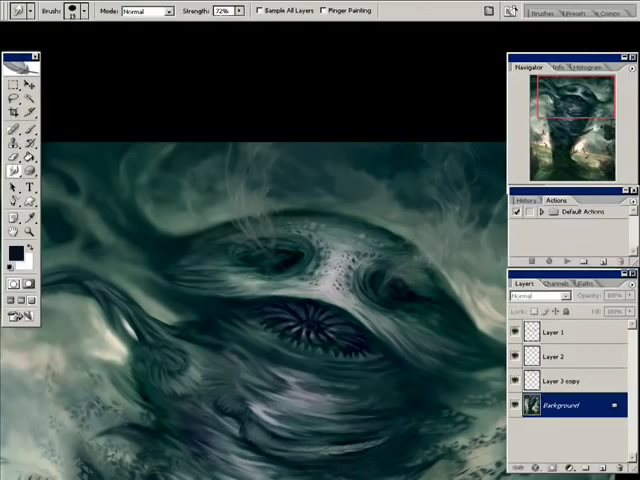 Brush: 19 Mode: Normal Strength: 72% Sample All Layers Finger Painting Brushes Presets Comps
Navigator Info Histogram
History Actions
Default Actions
Layers Channels Paths
Normal Opacity: 100%
Lock: Fill: 100%
Layer 1
Layer 2
Layer 3 copy
Background
T